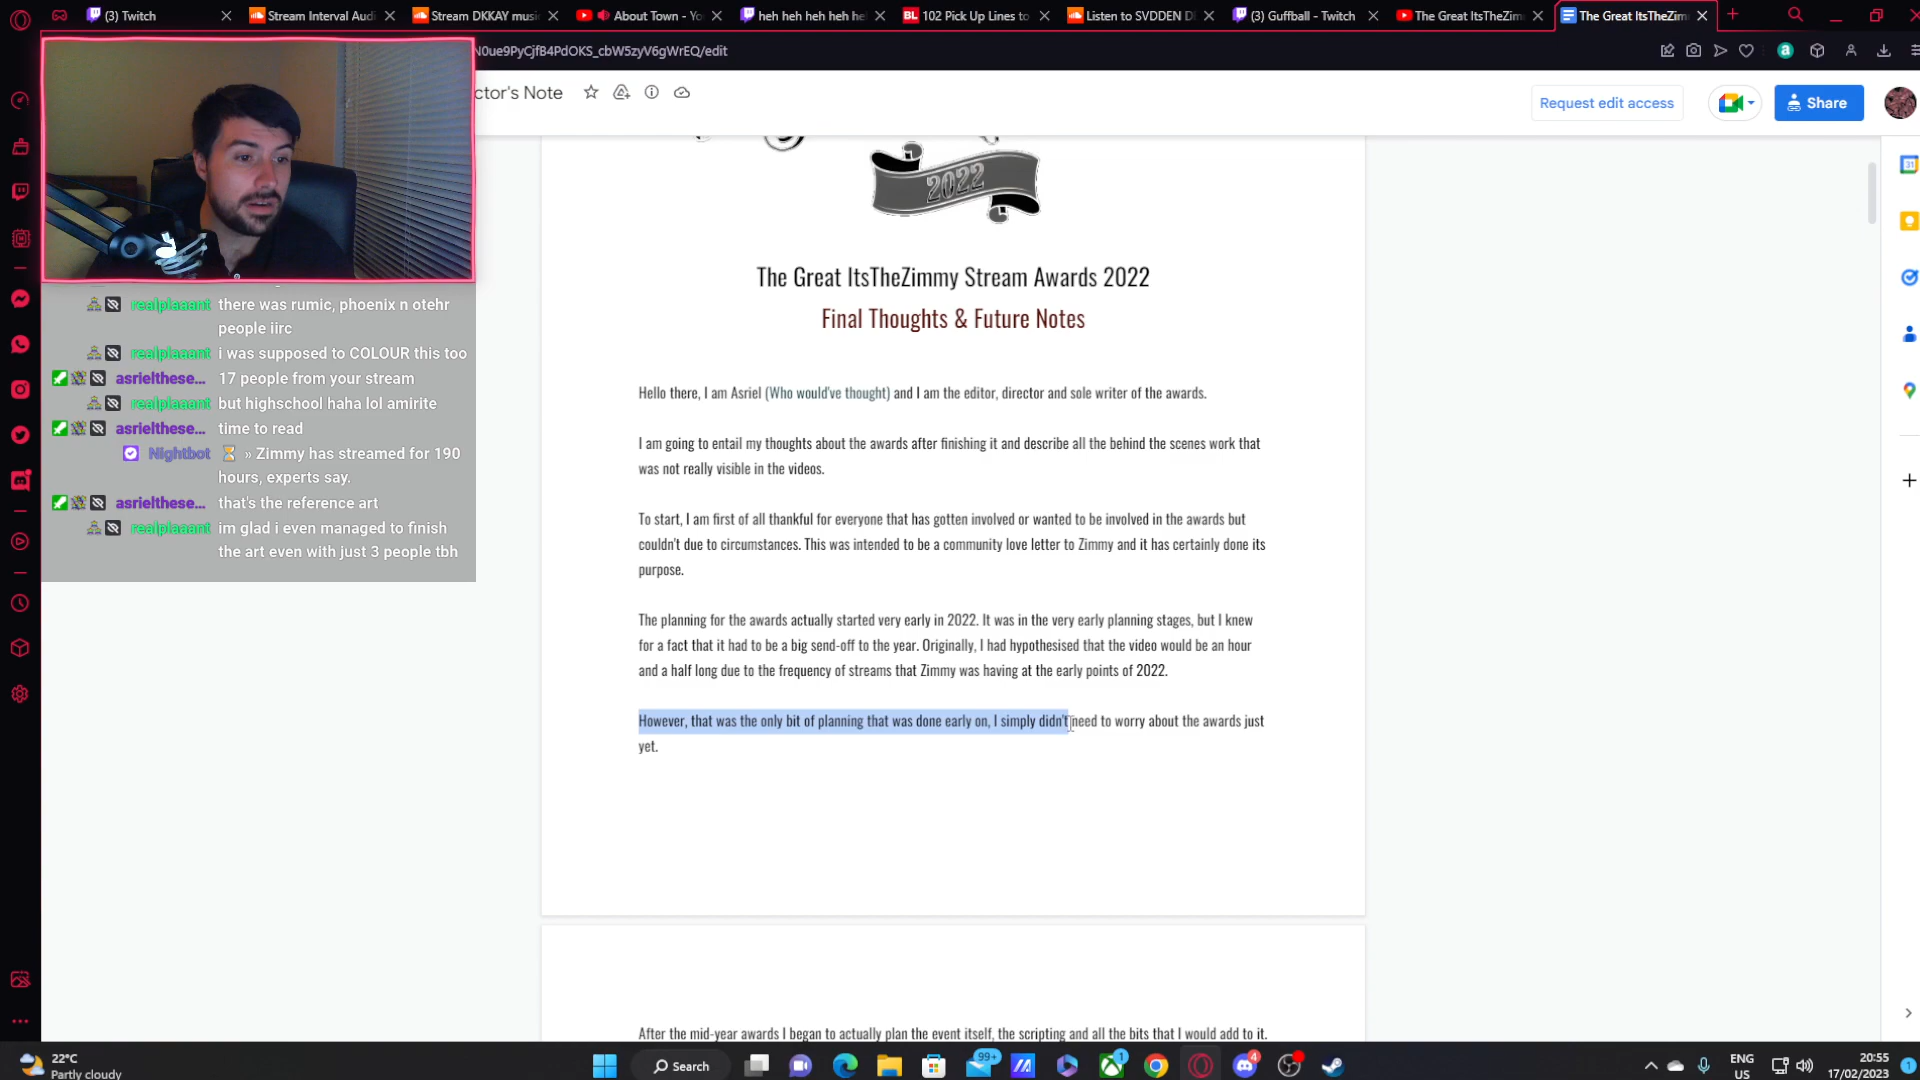 (3) Twitch
Stream Interval Audi
Stream DKKAY musi
About Town - Yo
heh heh heh heh he
102 Pick Up Lines to
Listen to SVDDEN D
(3) Guffball - Twitch
The Great ItsTheZim
The Great ItsTheZim
N0ue9PyCjfB4PdOKS_cbW5zyV6gWrEQ/edit
ctor's Note
Request edit access
Share
2022
The Great ItsTheZimmy Stream Awards 2022
Final Thoughts & Future Notes
Hello there, I am Asriel (Who would've thought) and I am the editor, director and sole writer of the awards.
I am going to entail my thoughts about the awards after finishing it and describe all the behind the scenes work that
was not really visible in the videos.
To start, I am first of all thankful for everyone that has gotten involved or wanted to be involved in the awards but
couldn't due to circumstances. This was intended to be a community love letter to Zimmy and it has certainly done its
purpose.
The planning for the awards actually started very early in 2022. It was in the very early planning stages, but I knew
for a fact that it had to be a big send-off to the year. Originally, I had hypothesised that the video would be an hour
and a half long due to the frequency of streams that Zimmy was having at the early points of 2022.
However, that was the only bit of planning that was done early on, I simply didn't need to worry about the awards just
yet.
After the mid-year awards I began to actually plan the event itself, the scripting and all the bits that I would add to it.
realplaaant there was rumic, phoenix n otehr
people iirc
realplaaant i was supposed to COLOUR this too
asrielthese... 17 people from your stream
realplaaant but highschool haha lol amirite
asrielthese... time to read
Nightbot » Zimmy has streamed for 190
hours, experts say.
asrielthese... that's the reference art
realplaaant im glad i even managed to finish
the art even with just 3 people tbh
22°C
Partly cloudy
Search
99+
1
4
ENG
US
20:55
17/02/2023
1
31